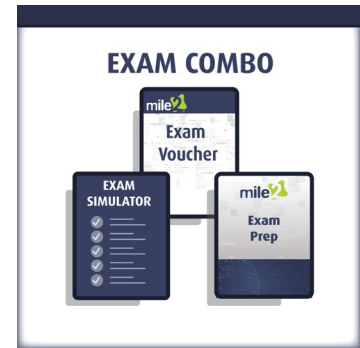 EXAM COMBO
mile2
Exam
Voucher
EXAM
SIMULATOR
mile2
Exam
Prep